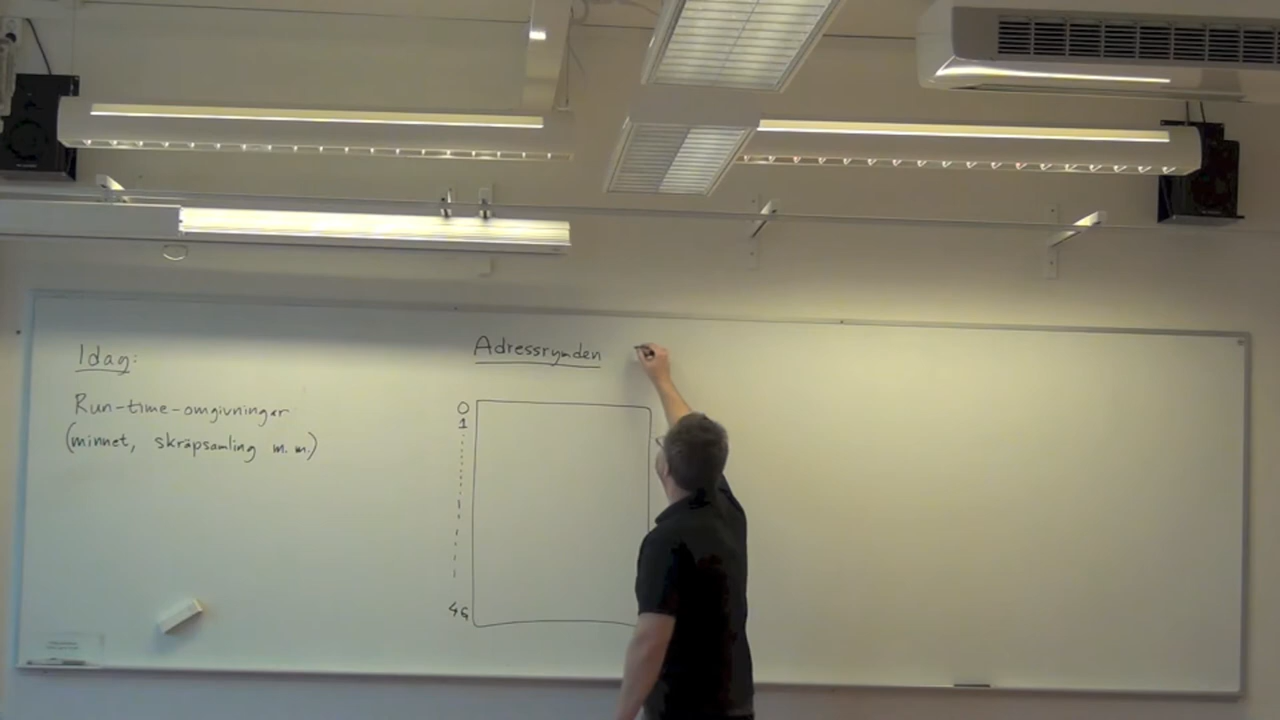 Idag:
Run-time-omgivningar
(minnet, skräpsamling m.m.)
Adressrymden
0
1
4G